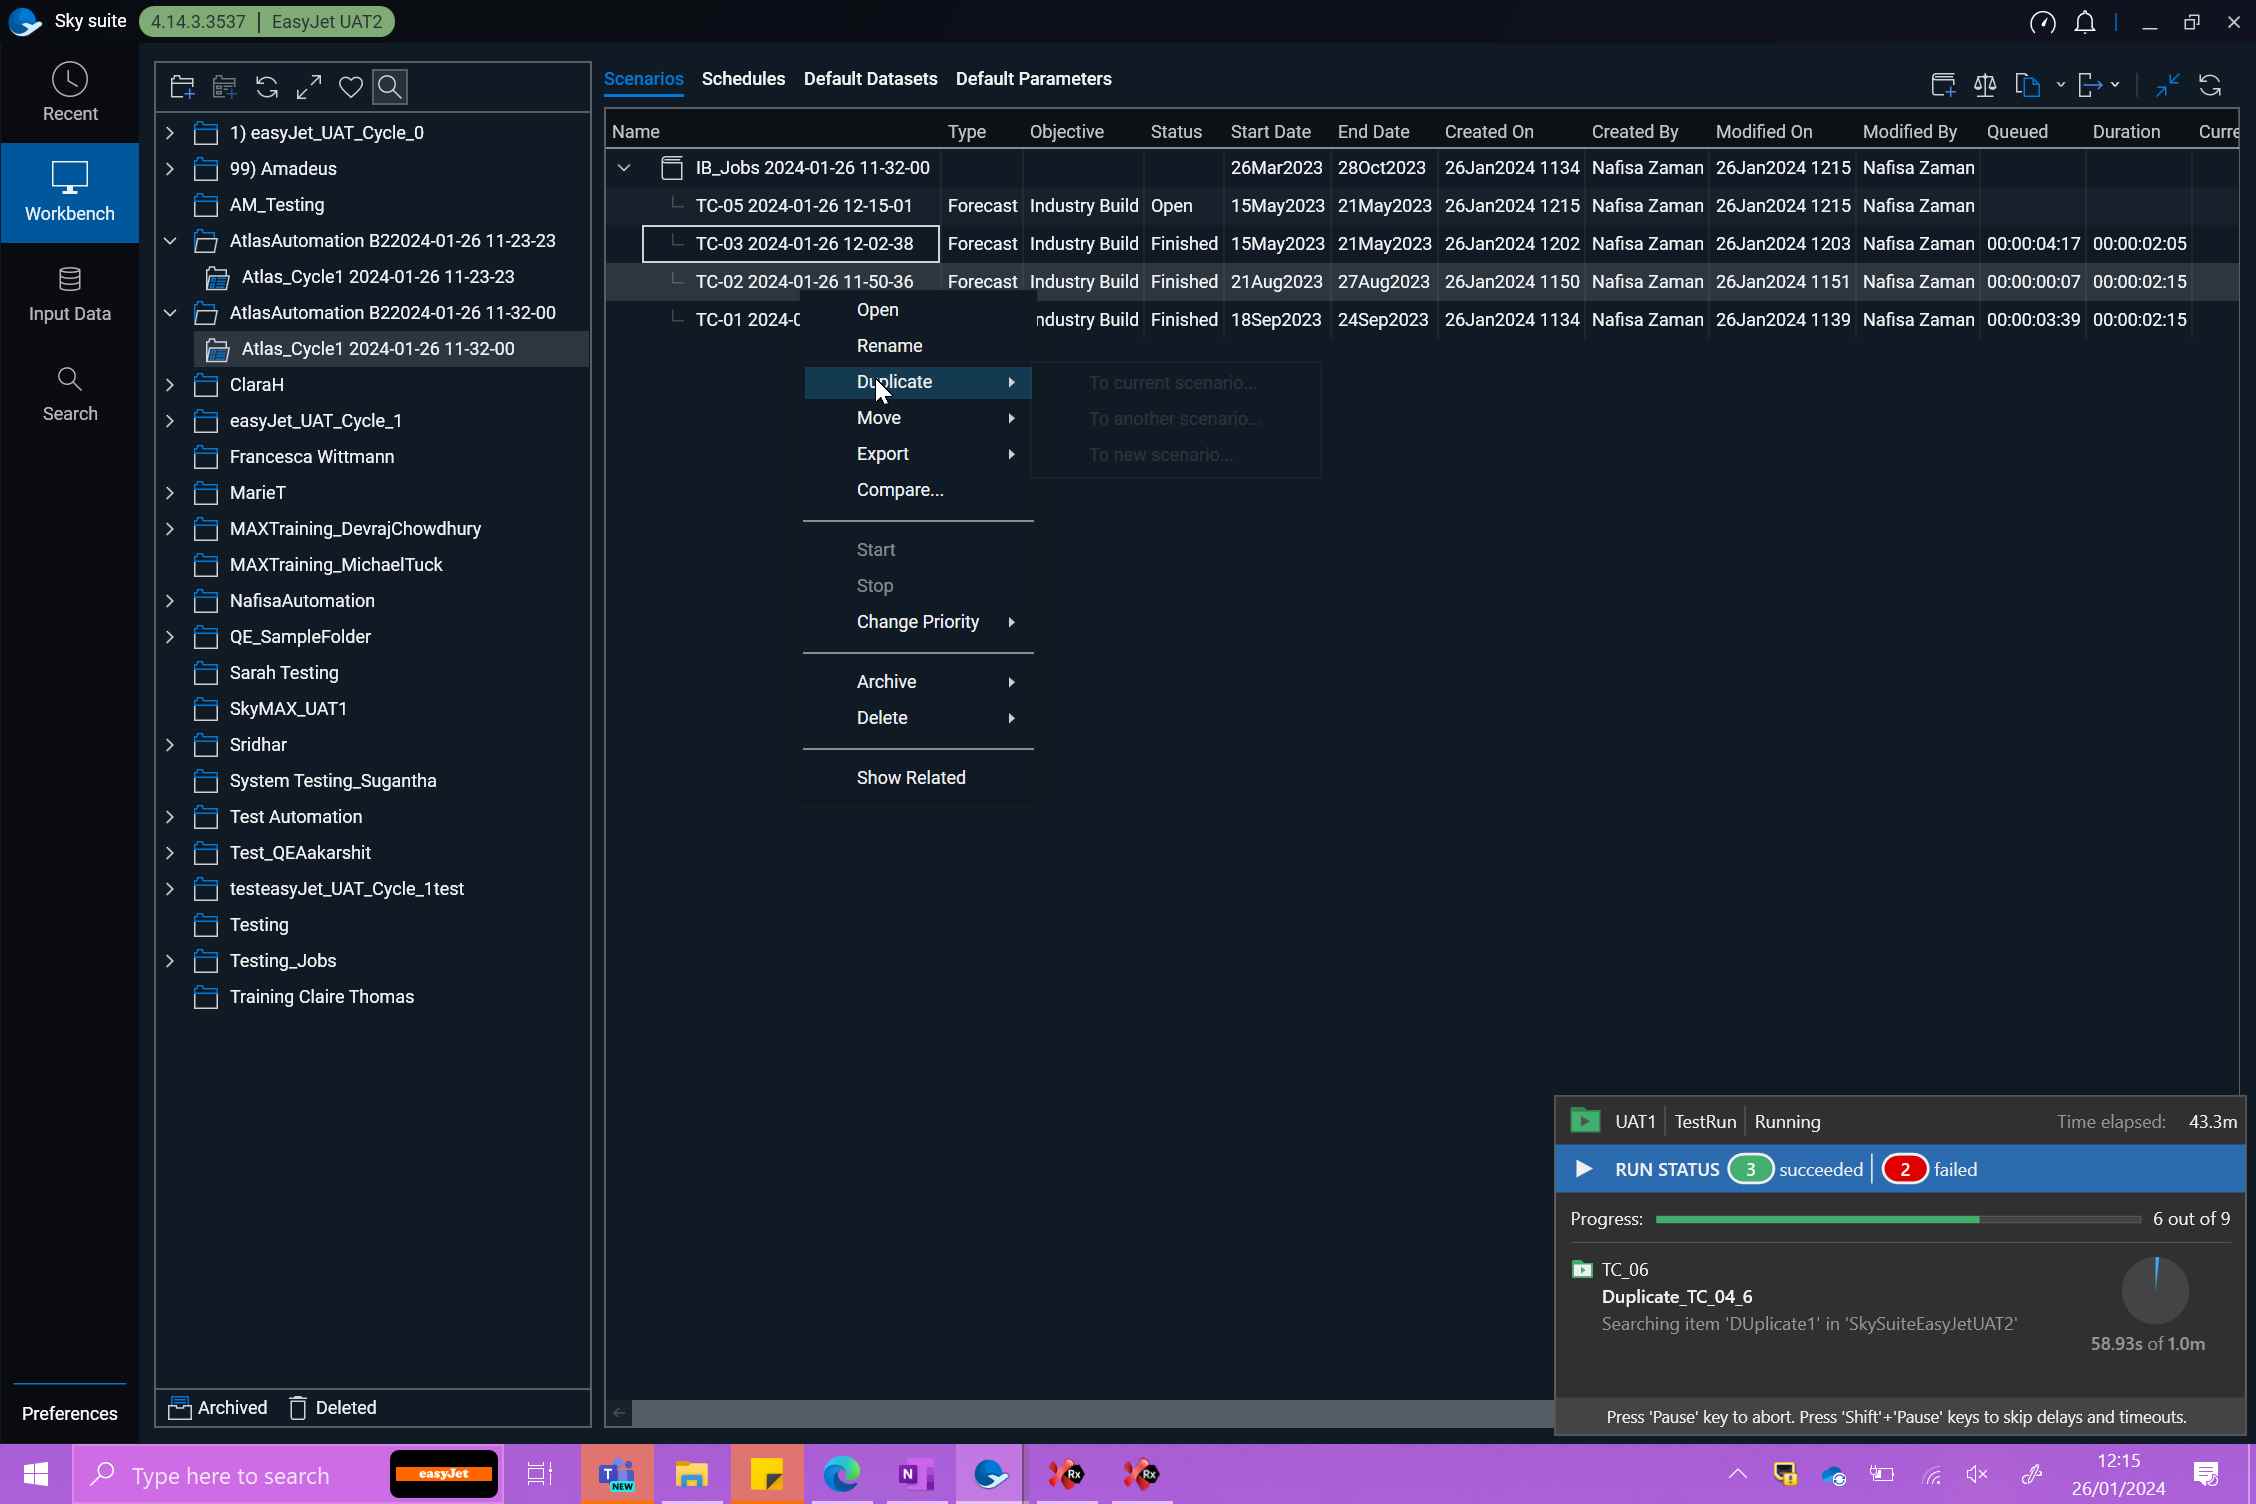 Sky suite 4.14.3.3537 | EasyJet UAT2
Recent
Workbench
Input Data
Search
Preferences
1) easyJet_UAT_Cycle_0
99) Amadeus
AM_Testing
AtlasAutomation B22024-01-26 11-23-23
Atlas_Cycle1 2024-01-26 11-23-23
AtlasAutomation B22024-01-26 11-32-00
Atlas_Cycle1 2024-01-26 11-32-00
ClaraH
easyJet_UAT_Cycle_1
Francesca Wittmann
MarieT
MAXTraining_DevrajChowdhury
MAXTraining_MichaelTuck
NafisaAutomation
QE_SampleFolder
Sarah Testing
SkyMAX_UAT1
Sridhar
System Testing_Sugantha
Test Automation
Test_QEAakarshit
testeasyJet_UAT_Cycle_1test
Testing
Testing_Jobs
Training Claire Thomas
Archived Deleted
Scenarios Schedules Default Datasets Default Parameters
Name Type Objective Status Start Date End Date Created On Created By Modified On Modified By Queued Duration Curre
IB_Jobs 2024-01-26 11-32-00 26Mar2023 28Oct2023 26Jan2024 1134 Nafisa Zaman 26Jan2024 1215 Nafisa Zaman
TC-05 2024-01-26 12-15-01 Forecast Industry Build Open 15May2023 21May2023 26Jan2024 1215 Nafisa Zaman 26Jan2024 1215 Nafisa Zaman
TC-03 2024-01-26 12-02-38 Forecast Industry Build Finished 15May2023 21May2023 26Jan2024 1202 Nafisa Zaman 26Jan2024 1203 Nafisa Zaman 00:00:04:17 00:00:02:05
TC-02 2024-01-26 11-50-36 Forecast Industry Build Finished 21Aug2023 27Aug2023 26Jan2024 1150 Nafisa Zaman 26Jan2024 1151 Nafisa Zaman 00:00:00:07 00:00:02:15
TC-01 2024-0 ndustry Build Finished 18Sep2023 24Sep2023 26Jan2024 1134 Nafisa Zaman 26Jan2024 1139 Nafisa Zaman 00:00:03:39 00:00:02:15
Open
Rename
Duplicate
Move
Export
Compare...
Start
Stop
Change Priority
Archive
Delete
Show Related
To current scenario...
To another scenario...
To new scenario...
UAT1 | TestRun | Running Time elapsed: 43.3m
RUN STATUS 3 succeeded | 2 failed
Progress: 6 out of 9
TC_06
Duplicate_TC_04_6
Searching item 'DUplicate1' in 'SkySuiteEasyJetUAT2'
58.93s of 1.0m
Press 'Pause' key to abort. Press 'Shift'+'Pause' keys to skip delays and timeouts.
Type here to search
easyJet
T
NEW
N
Rx
Rx
12:15
26/01/2024